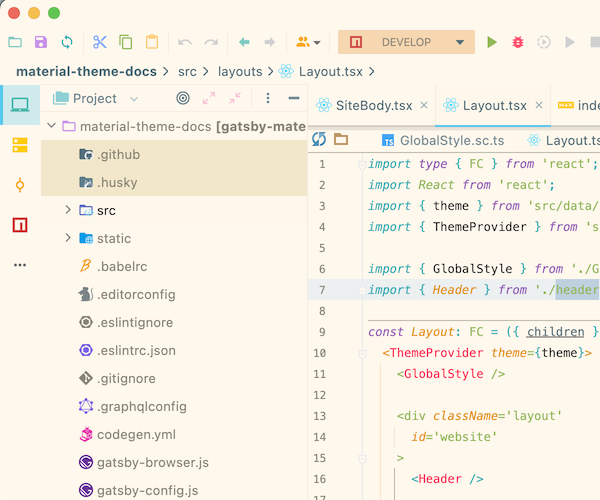 DEVELOP
material-theme-docs > src > layouts > Layout.tsx >
Project
SiteBody.tsx
Layout.tsx
MDX
material-theme-docs [gatsby-mate
.github
.husky
src
static
.babelrc
.editorconfig
.eslintignore
.eslintrc.json
.gitignore
.graphqlconfig
codegen.yml
gatsby-browser.js
gatsby-config.js
TS GlobalStyle.sc.ts
1 import type { FC } from 'react';
2 import React from 'react';
3 import { theme } from 'src/data/
4 import { ThemeProvider } from 's
5
6 import { GlobalStyle } from './G
7 import { Header } from './header
8
9 const Layout: FC = ({ children }
10 <ThemeProvider theme={theme}>
11 <GlobalStyle />
12
13 <div className='layout'
14 id='website'
15 >
16 <Header />
17